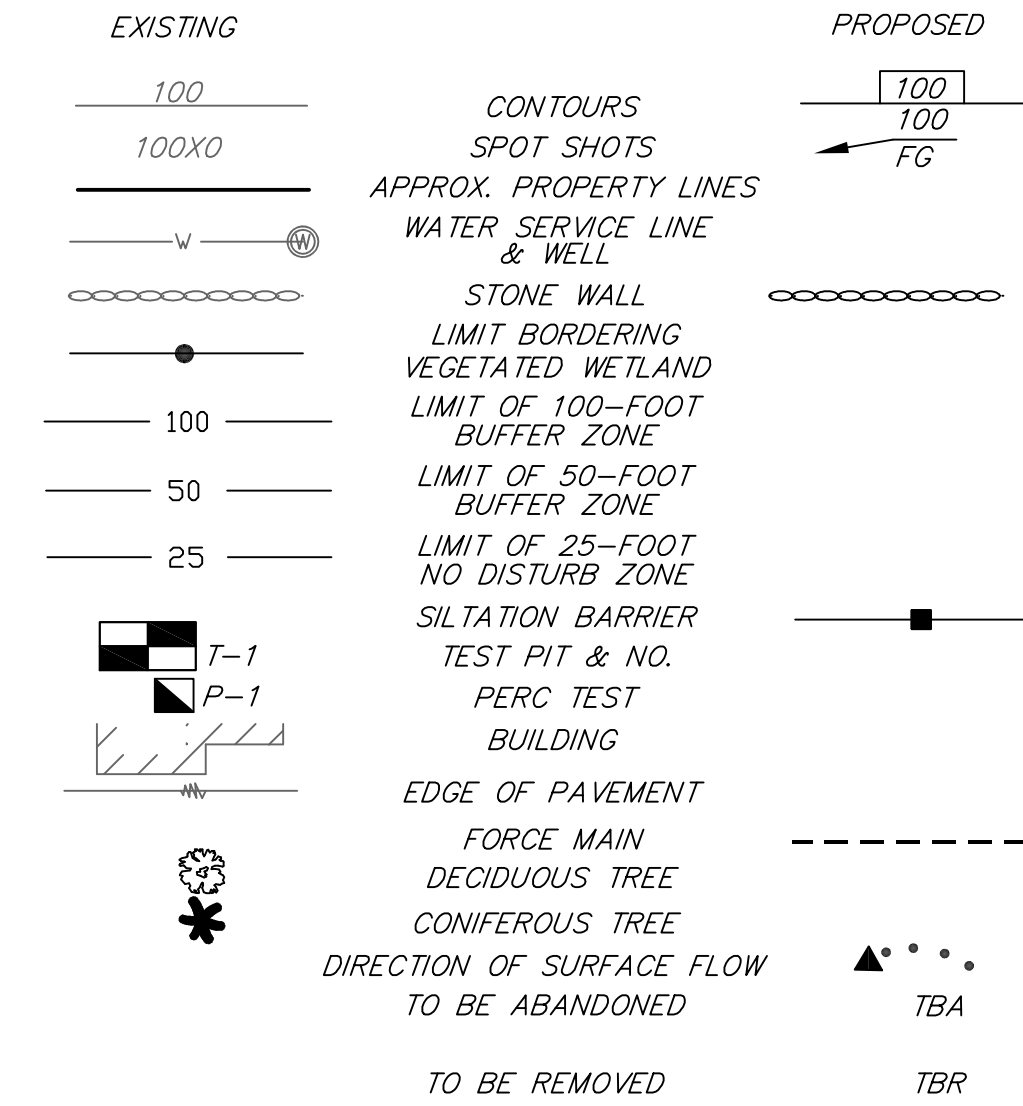 EXISTING
PROPOSED
100
CONTOURS
100
100X0
SPOT SHOTS
100
FG
APPROX. PROPERTY LINES
W
W
WATER SERVICE LINE
& WELL
STONE WALL
LIMIT BORDERING
VEGETATED WETLAND
100
LIMIT OF 100-FOOT
BUFFER ZONE
50
LIMIT OF 50-FOOT
BUFFER ZONE
25
LIMIT OF 25-FOOT
NO DISTURB ZONE
SILTATION BARRIER
T-1
TEST PIT & NO.
P-1
PERC TEST
BUILDING
EDGE OF PAVEMENT
FORCE MAIN
DECIDUOUS TREE
CONIFEROUS TREE
DIRECTION OF SURFACE FLOW
TO BE ABANDONED
TBA
TO BE REMOVED
TBR